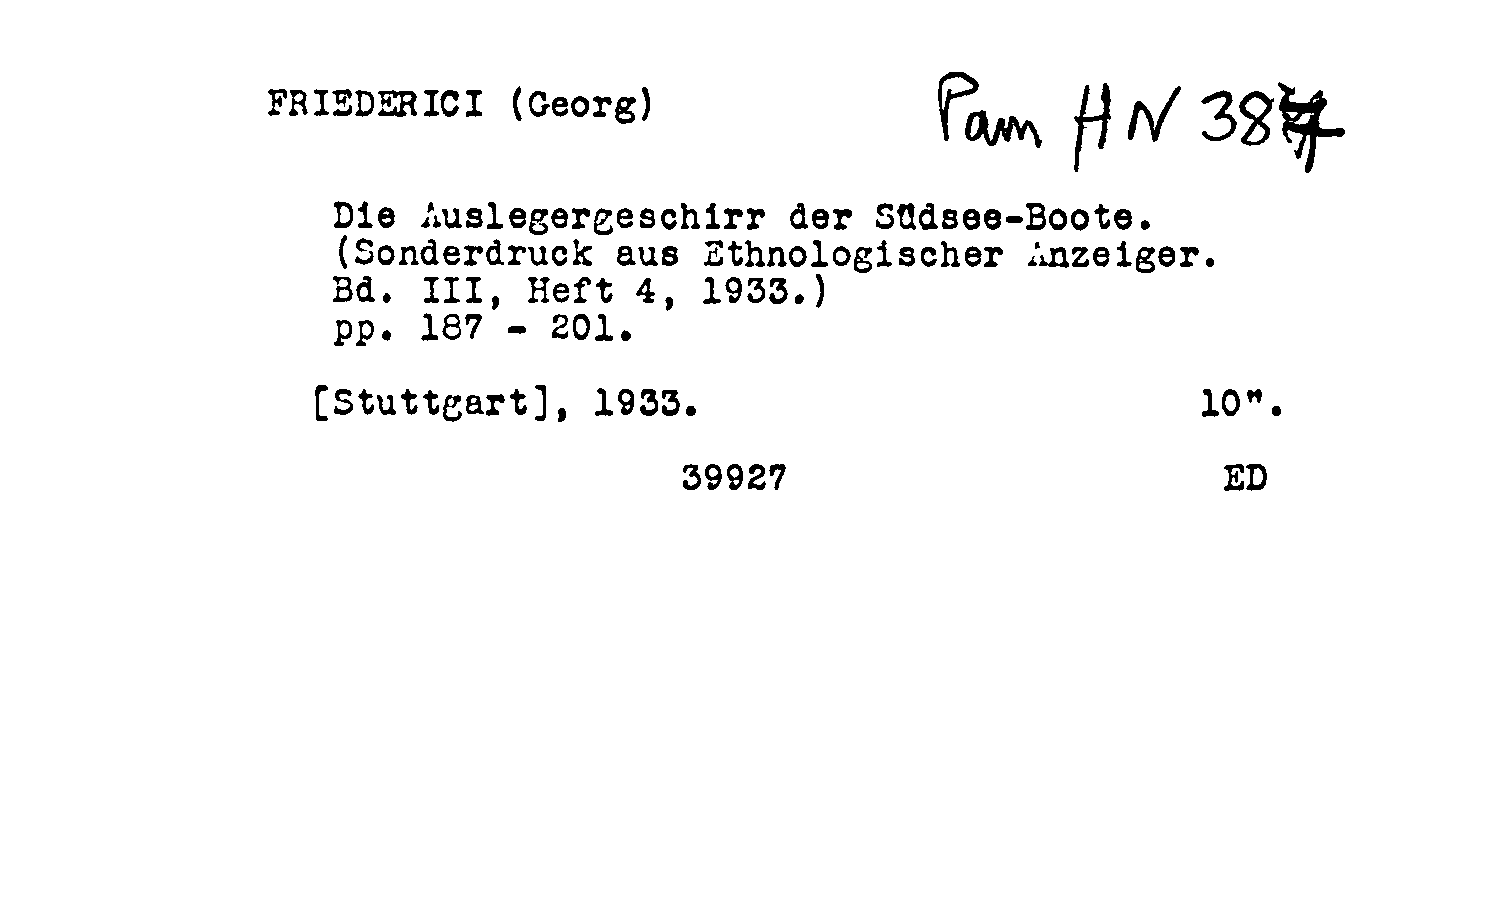 FRIEDERICI (Georg)
Pam HN
Die Auslegergeschirr der Südsee-Boote.
(Sonderdruck aus Ethnologischer Anzeiger.
Bd. III, Heft 4, 1933.)
pp. 187 - 201.
[Stuttgart], 1933. 10".
39927 ED